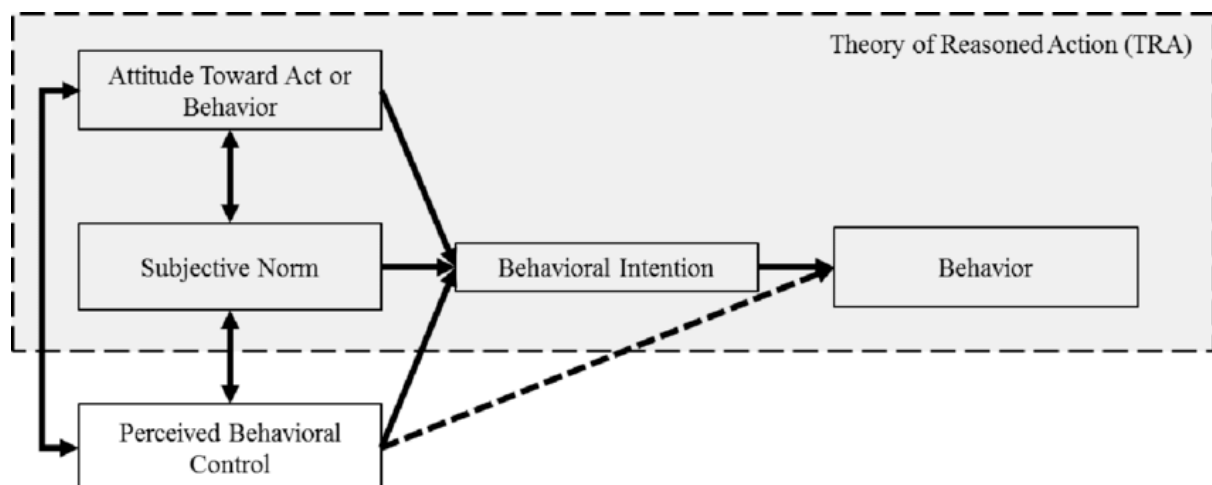 Theory of Reasoned Action (TRA)
Attitude Toward Act or
Behavior
Subjective Norm
Behavioral Intention
Behavior
Perceived Behavioral
Control